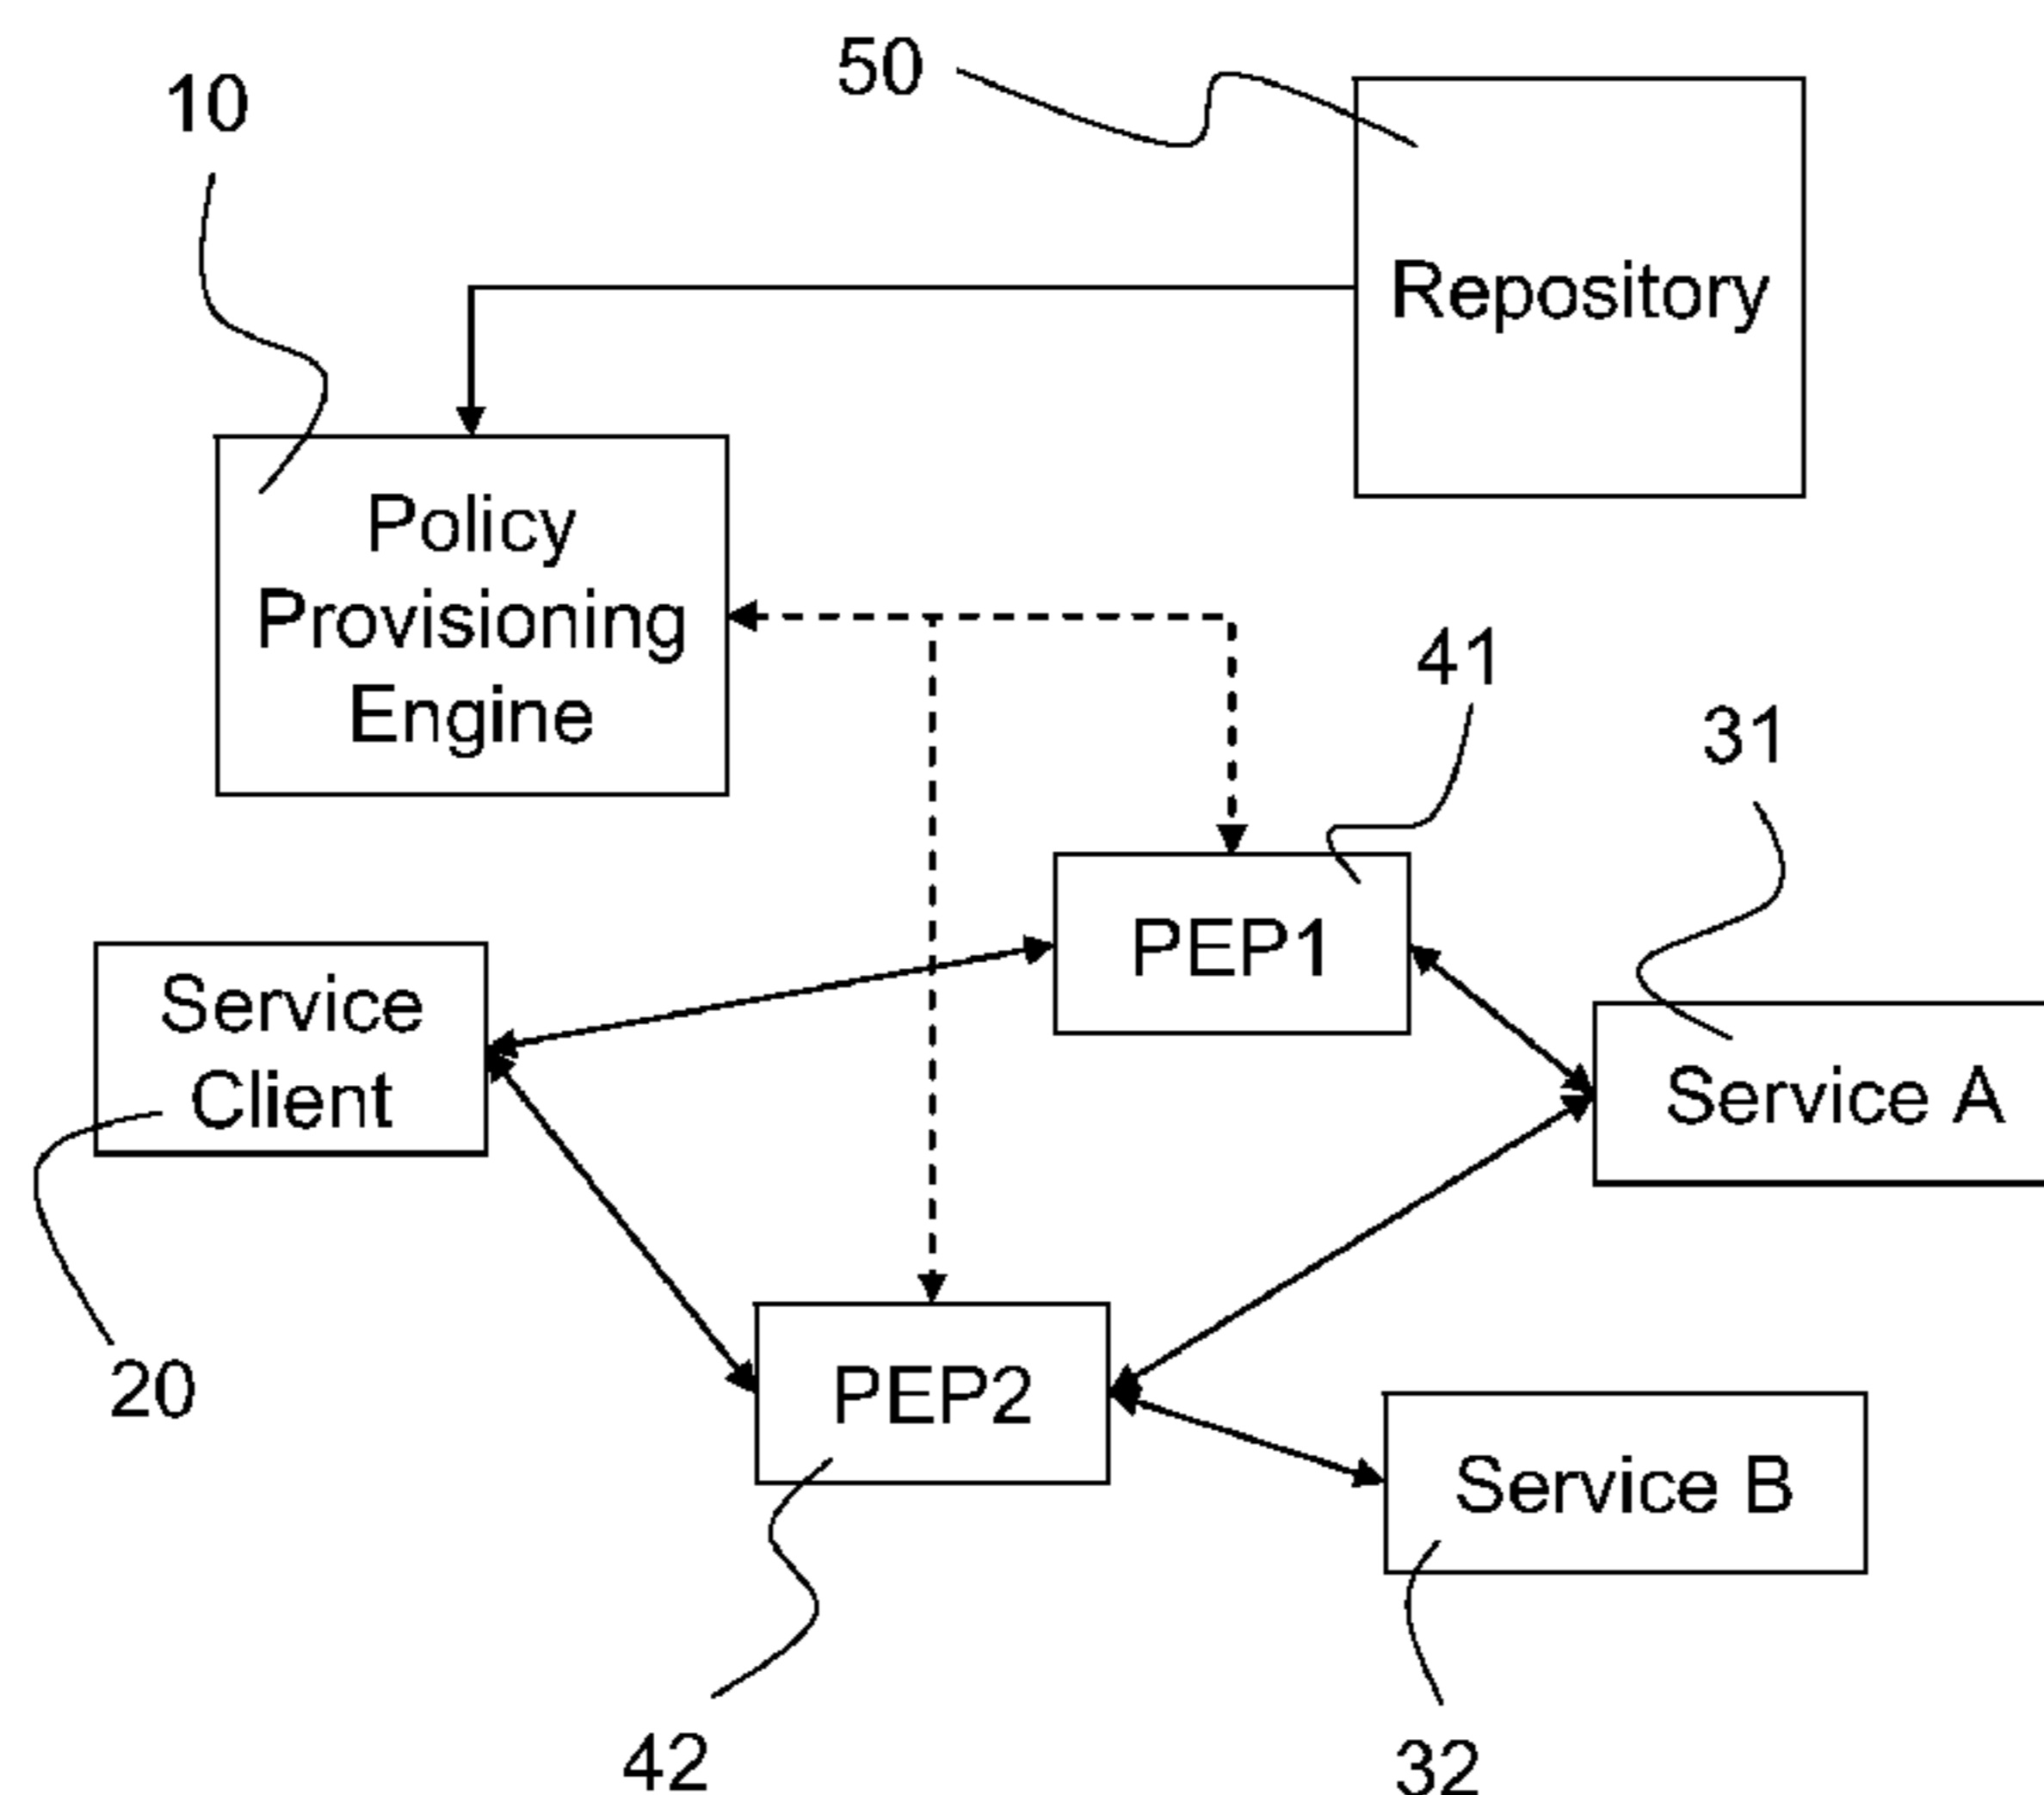 50
10
Repository
Policy
Provisioning
Engine
41
31
PEP1
Service
Client
Service A
20
PEP2
Service B
42
32